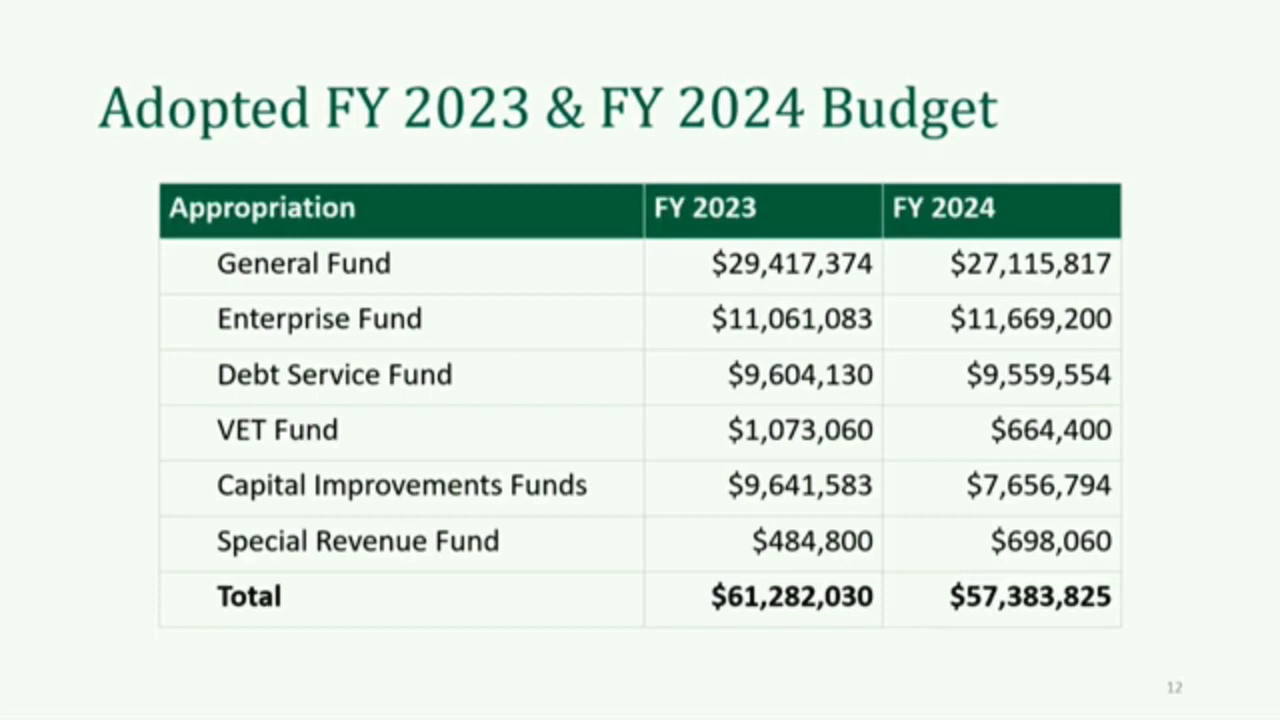 Adopted FY 2023 & FY 2024 Budget
Appropriation FY 2023 FY 2024
General Fund $29,417,374 $27,115,817
Enterprise Fund $11,061,083 $11,669,200
Debt Service Fund $9,604,130 $9,559,554
VET Fund $1,073,060 $664,400
Capital Improvements Funds $9,641,583 $7,656,794
Special Revenue Fund $484,800 $698,060
Total $61,282,030 $57,383,825
12